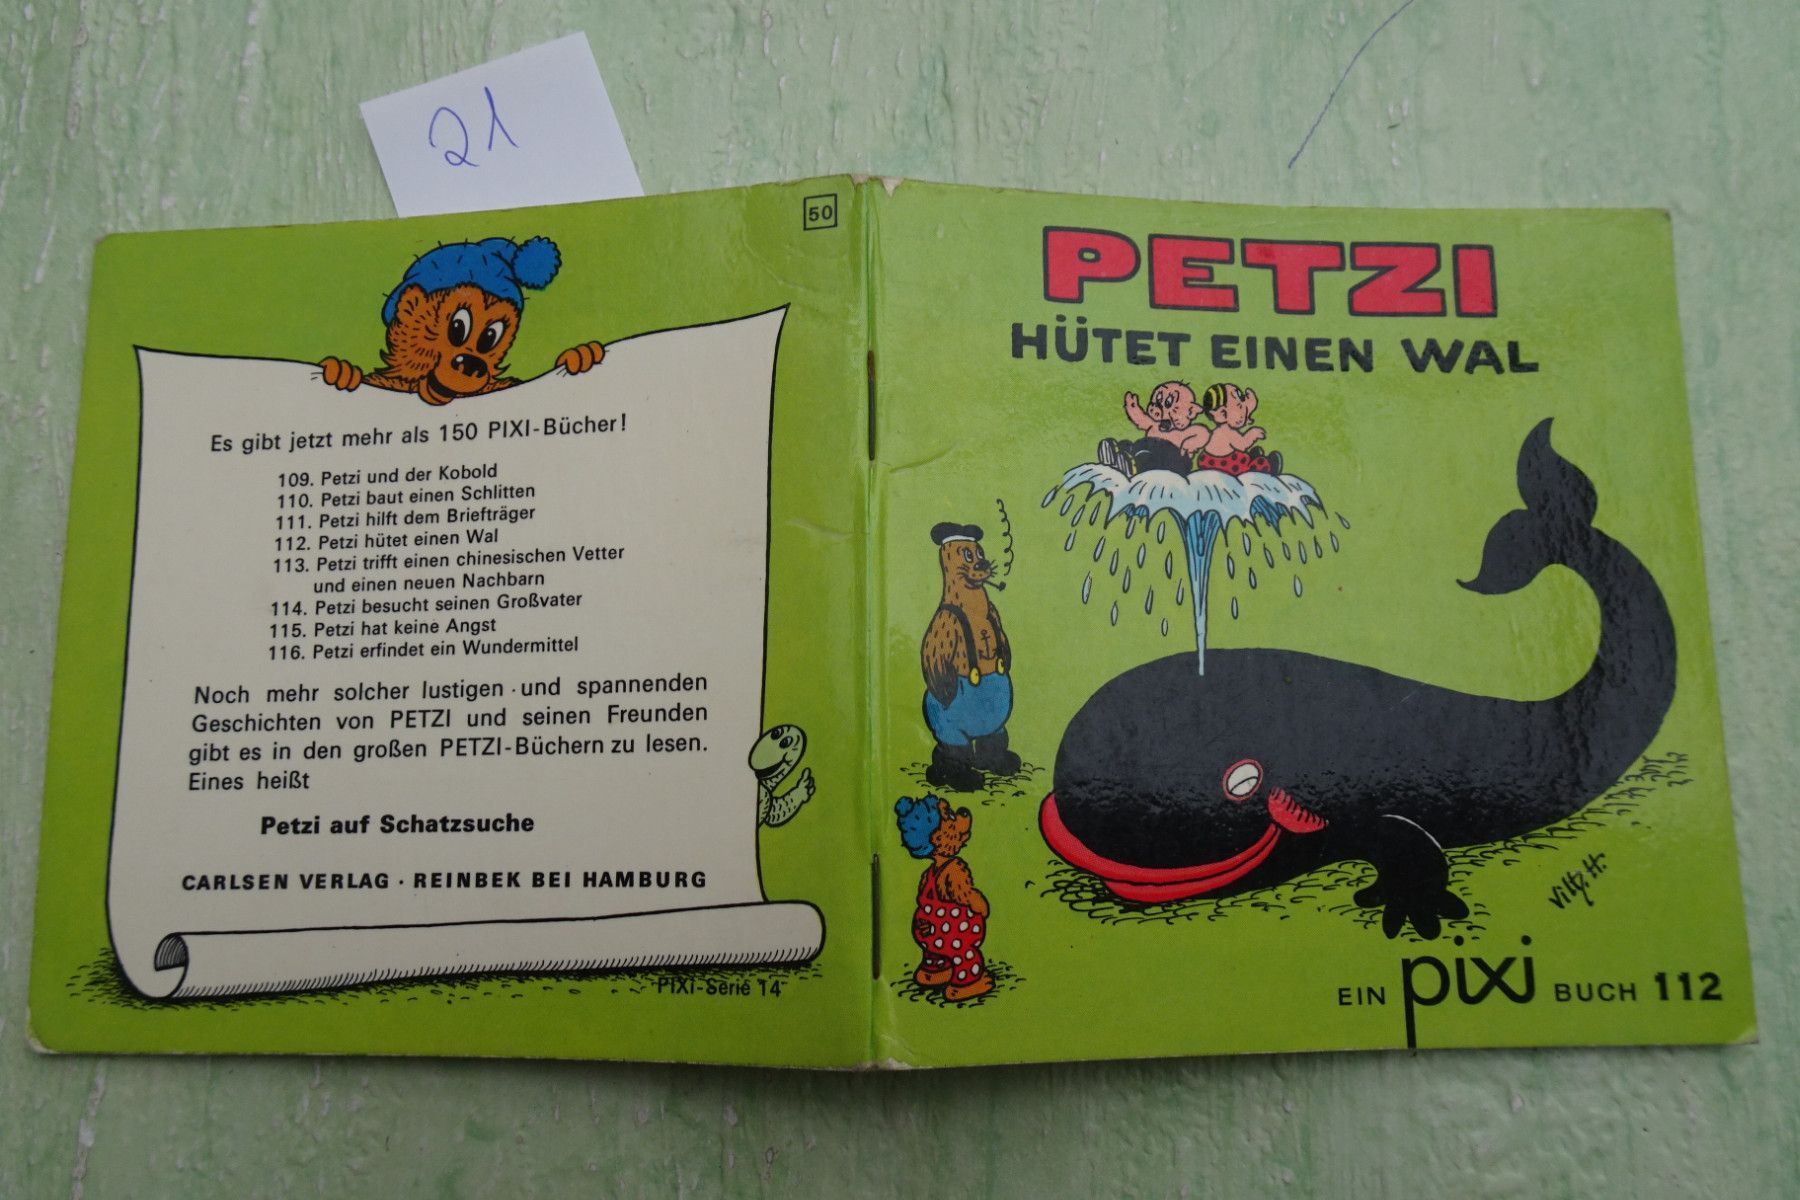 21
50
Es gibt jetzt mehr als 150 PIXI-Bücher!
109. Petzi und der Kobold
110. Petzi baut einen Schlitten
111. Petzi hilft dem Briefträger
112. Petzi hütet einen Wal
113. Petzi trifft einen chinesischen Vetter
und einen neuen Nachbarn
114. Petzi besucht seinen Großvater
115. Petzi hat keine Angst
116. Petzi erfindet ein Wundermittel
Noch mehr solcher lustigen und spannenden
Geschichten von PETZI und seinen Freunden
gibt es in den großen PETZI-Büchern zu lesen.
Eines heißt
Petzi auf Schatzsuche
CARLSEN VERLAG · REINBEK BEI HAMBURG
PIXI-Serie 14
PETZI
HÜTET EINEN WAL
Vilh. H.
EIN pixi BUCH 112